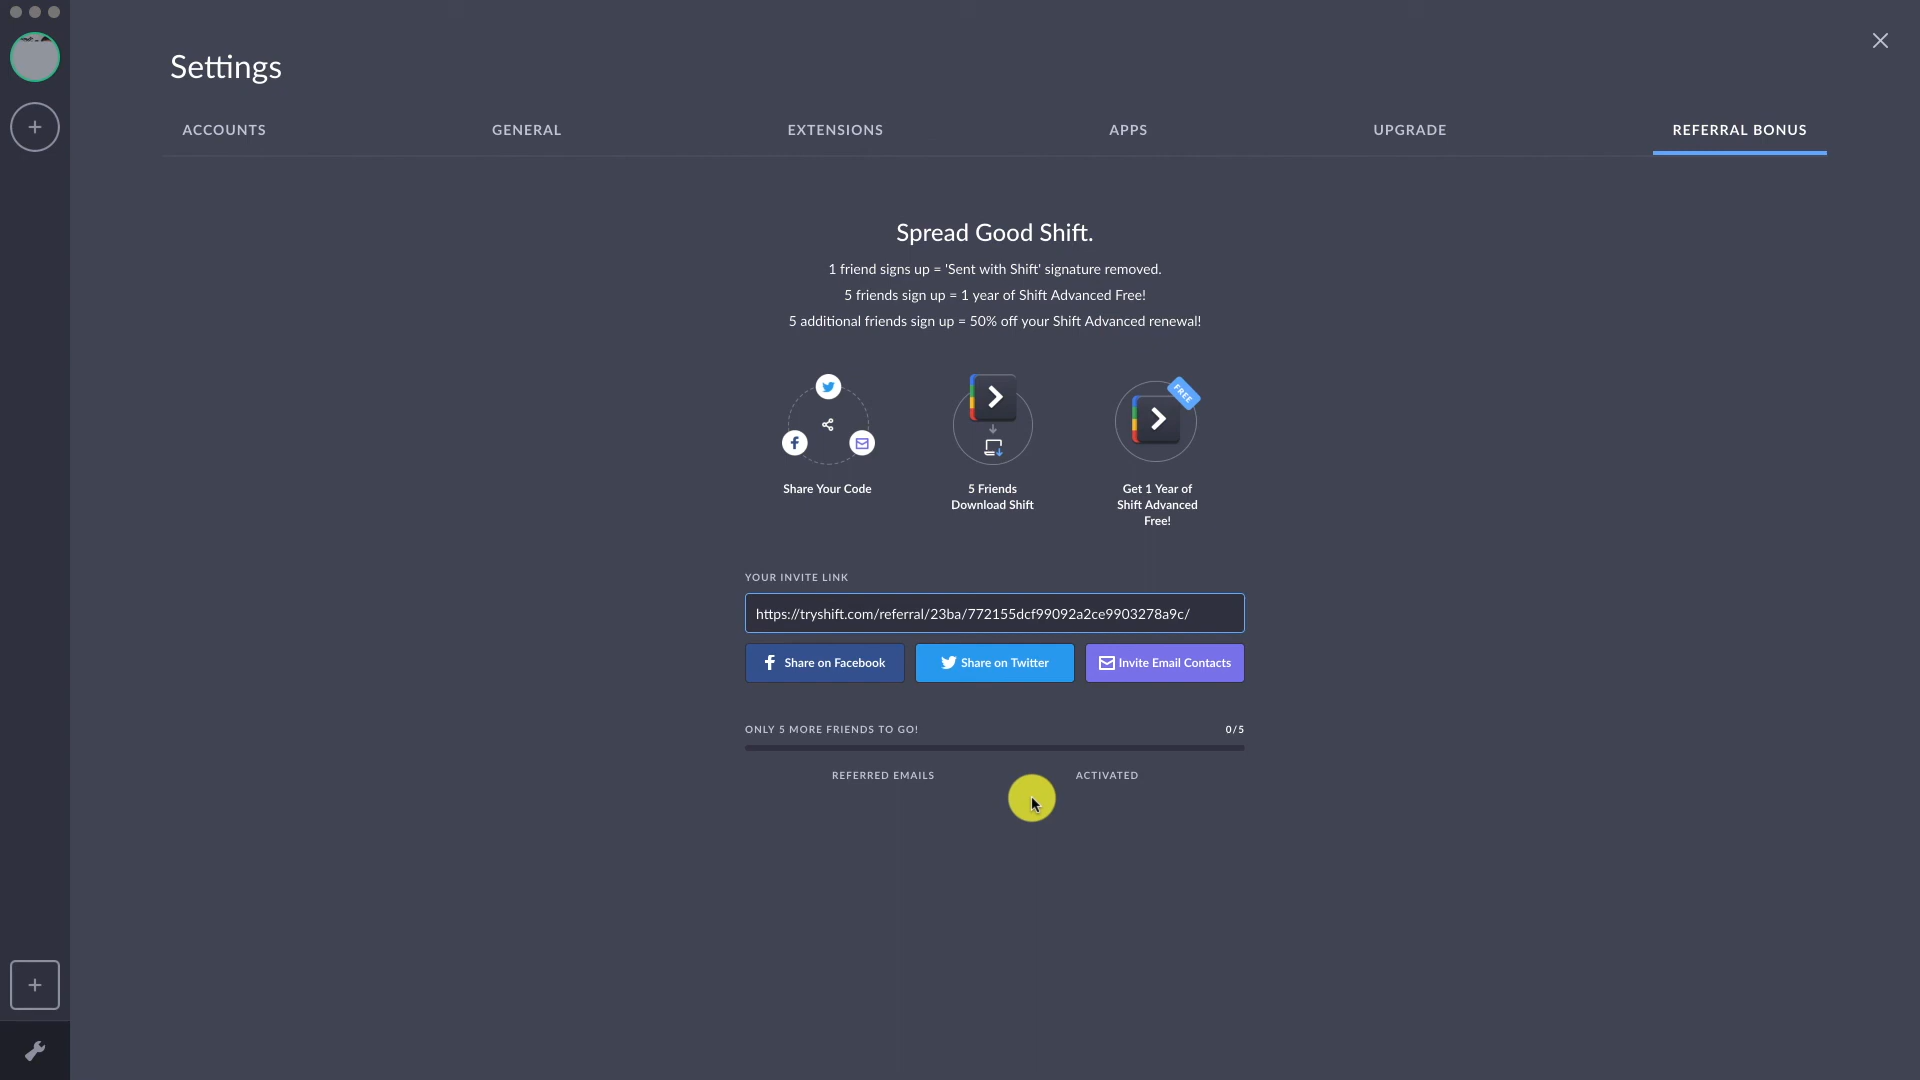 Settings
ACCOUNTS GENERAL EXTENSIONS APPS UPGRADE REFERRAL BONUS
Spread Good Shift.
1 friend signs up = 'Sent with Shift' signature removed.
5 friends sign up = 1 year of Shift Advanced Free!
5 additional friends sign up = 50% off your Shift Advanced renewal!
FREE
Share Your Code
5 Friends
Download Shift
Get 1 Year of
Shift Advanced
Free!
YOUR INVITE LINK
https://tryshift.com/referral/23ba/772155dcf99092a2ce9903278a9c/
Share on Facebook Share on Twitter Invite Email Contacts
ONLY 5 MORE FRIENDS TO GO! 0/5
REFERRED EMAILS ACTIVATED